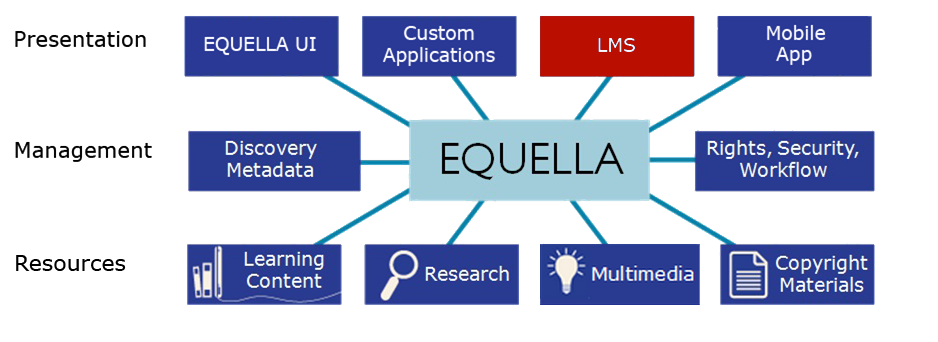 Presentation
EQUELLA UI
Custom
Applications
LMS
Mobile
App
Management
Discovery
Metadata
EQUELLA
Rights, Security,
Workflow
Resources
Learning
Content
Research
Multimedia
Copyright
Materials